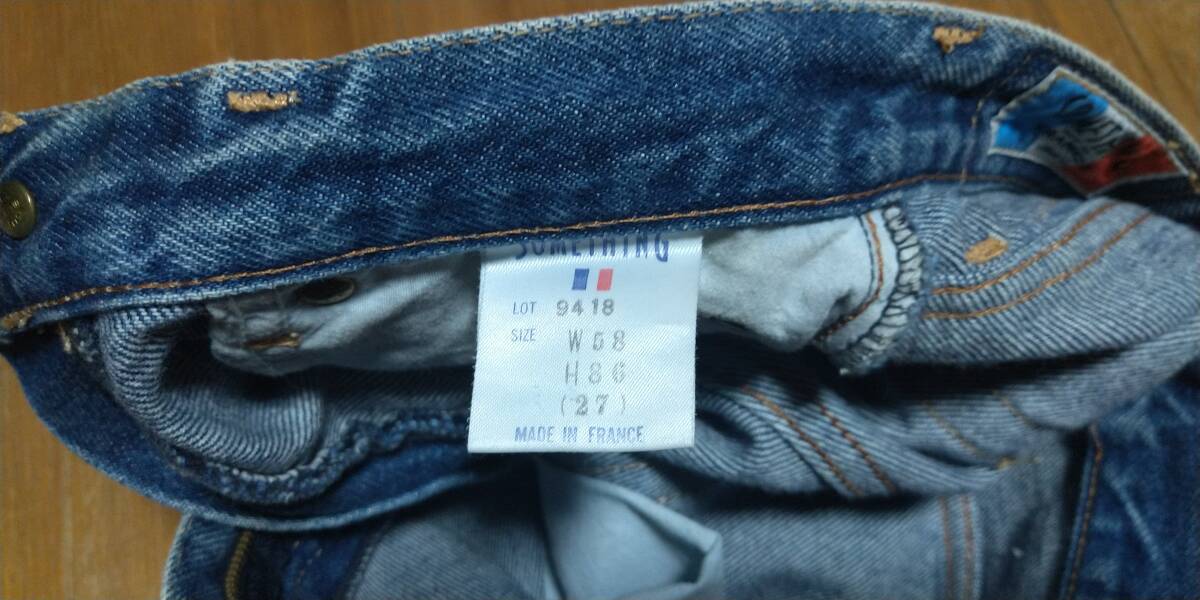 SOMETHING
LOT 9418
SIZE W58
H86
(27)
MADE IN FRANCE